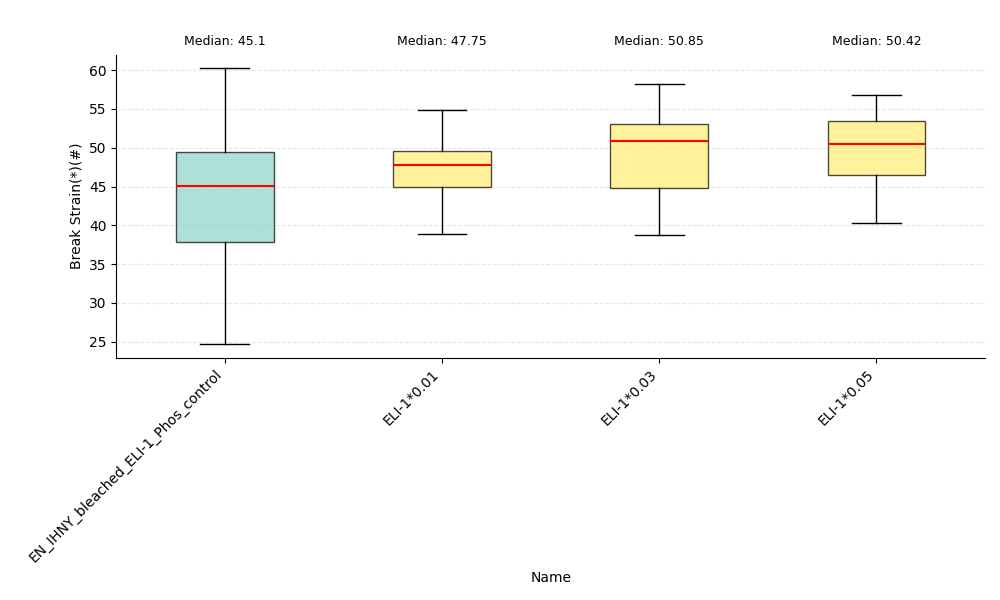 Median: 45.1
Median: 47.75
Median: 50.85
Median: 50.42
Break Strain(*)(#)
60
55
50
45
40
35
30
25
EN_IHNY_bleached_ELI-1_Phos_control
ELI-1*0.01
ELI-1*0.03
ELI-1*0.05
Name